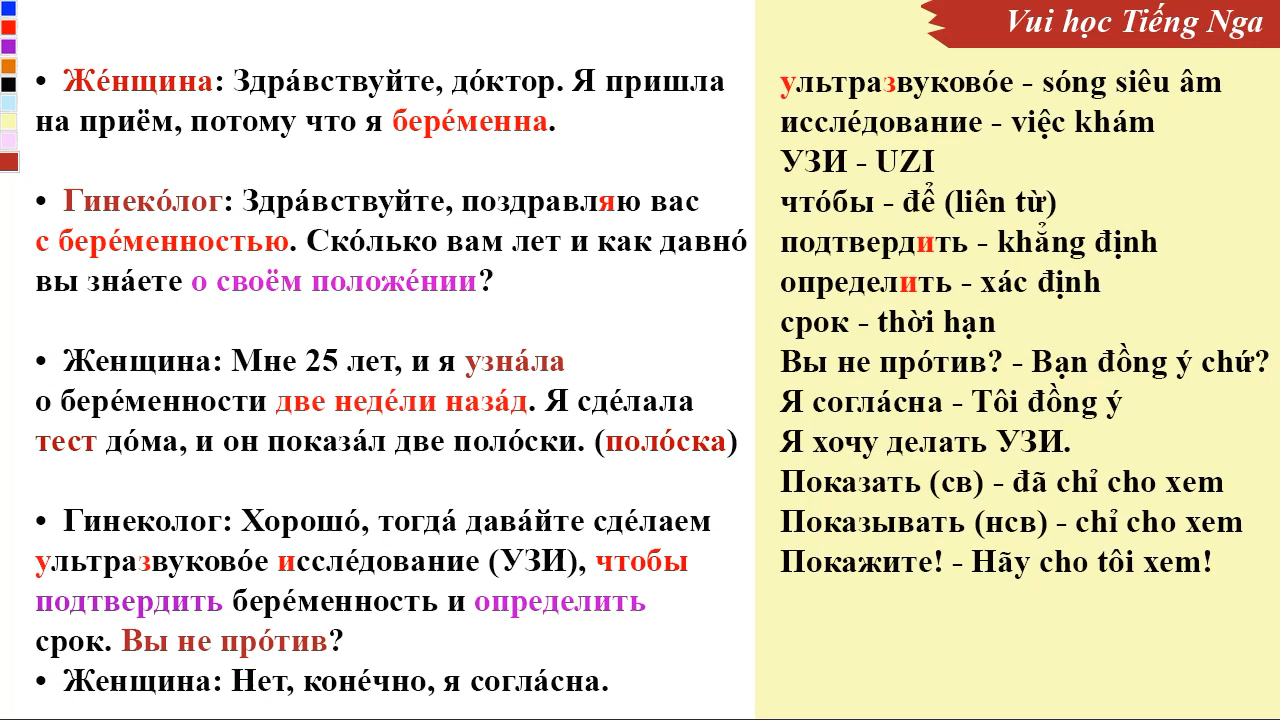 Vui học Tiếng Nga
• Же́нщина: Здра́вствуйте, до́ктор. Я пришла
на приём, потому что я бере́менна.
• Гинеко́лог: Здра́вствуйте, поздравляю вас
с бере́менностью. Ско́лько вам лет и как давно́
вы зна́ете о своём положе́нии?
• Женщина: Мне 25 лет, и я узна́ла
о бере́менности две неде́ли наза́д. Я сде́лала
тест до́ма, и он показа́л две поло́ски. (поло́ска)
• Гинеколог: Хорошо́, тогда́ дава́йте сде́лаем
ультразвуково́е иссле́дование (УЗИ), чтобы
подтвердить бере́менность и определить
срок. Вы не про́тив?
• Женщина: Нет, коне́чно, я согла́сна.
ультразвуково́е - sóng siêu âm
иссле́дование - việc khám
УЗИ - UZI
что́бы - để (liên từ)
подтвердить - khẳng định
определить - xác định
срок - thời hạn
Вы не про́тив? - Bạn đồng ý chứ?
Я согла́сна - Tôi đồng ý
Я хочу делать УЗИ.
Показать (св) - đã chỉ cho xem
Показывать (нсв) - chỉ cho xem
Покажите! - Hãy cho tôi xem!